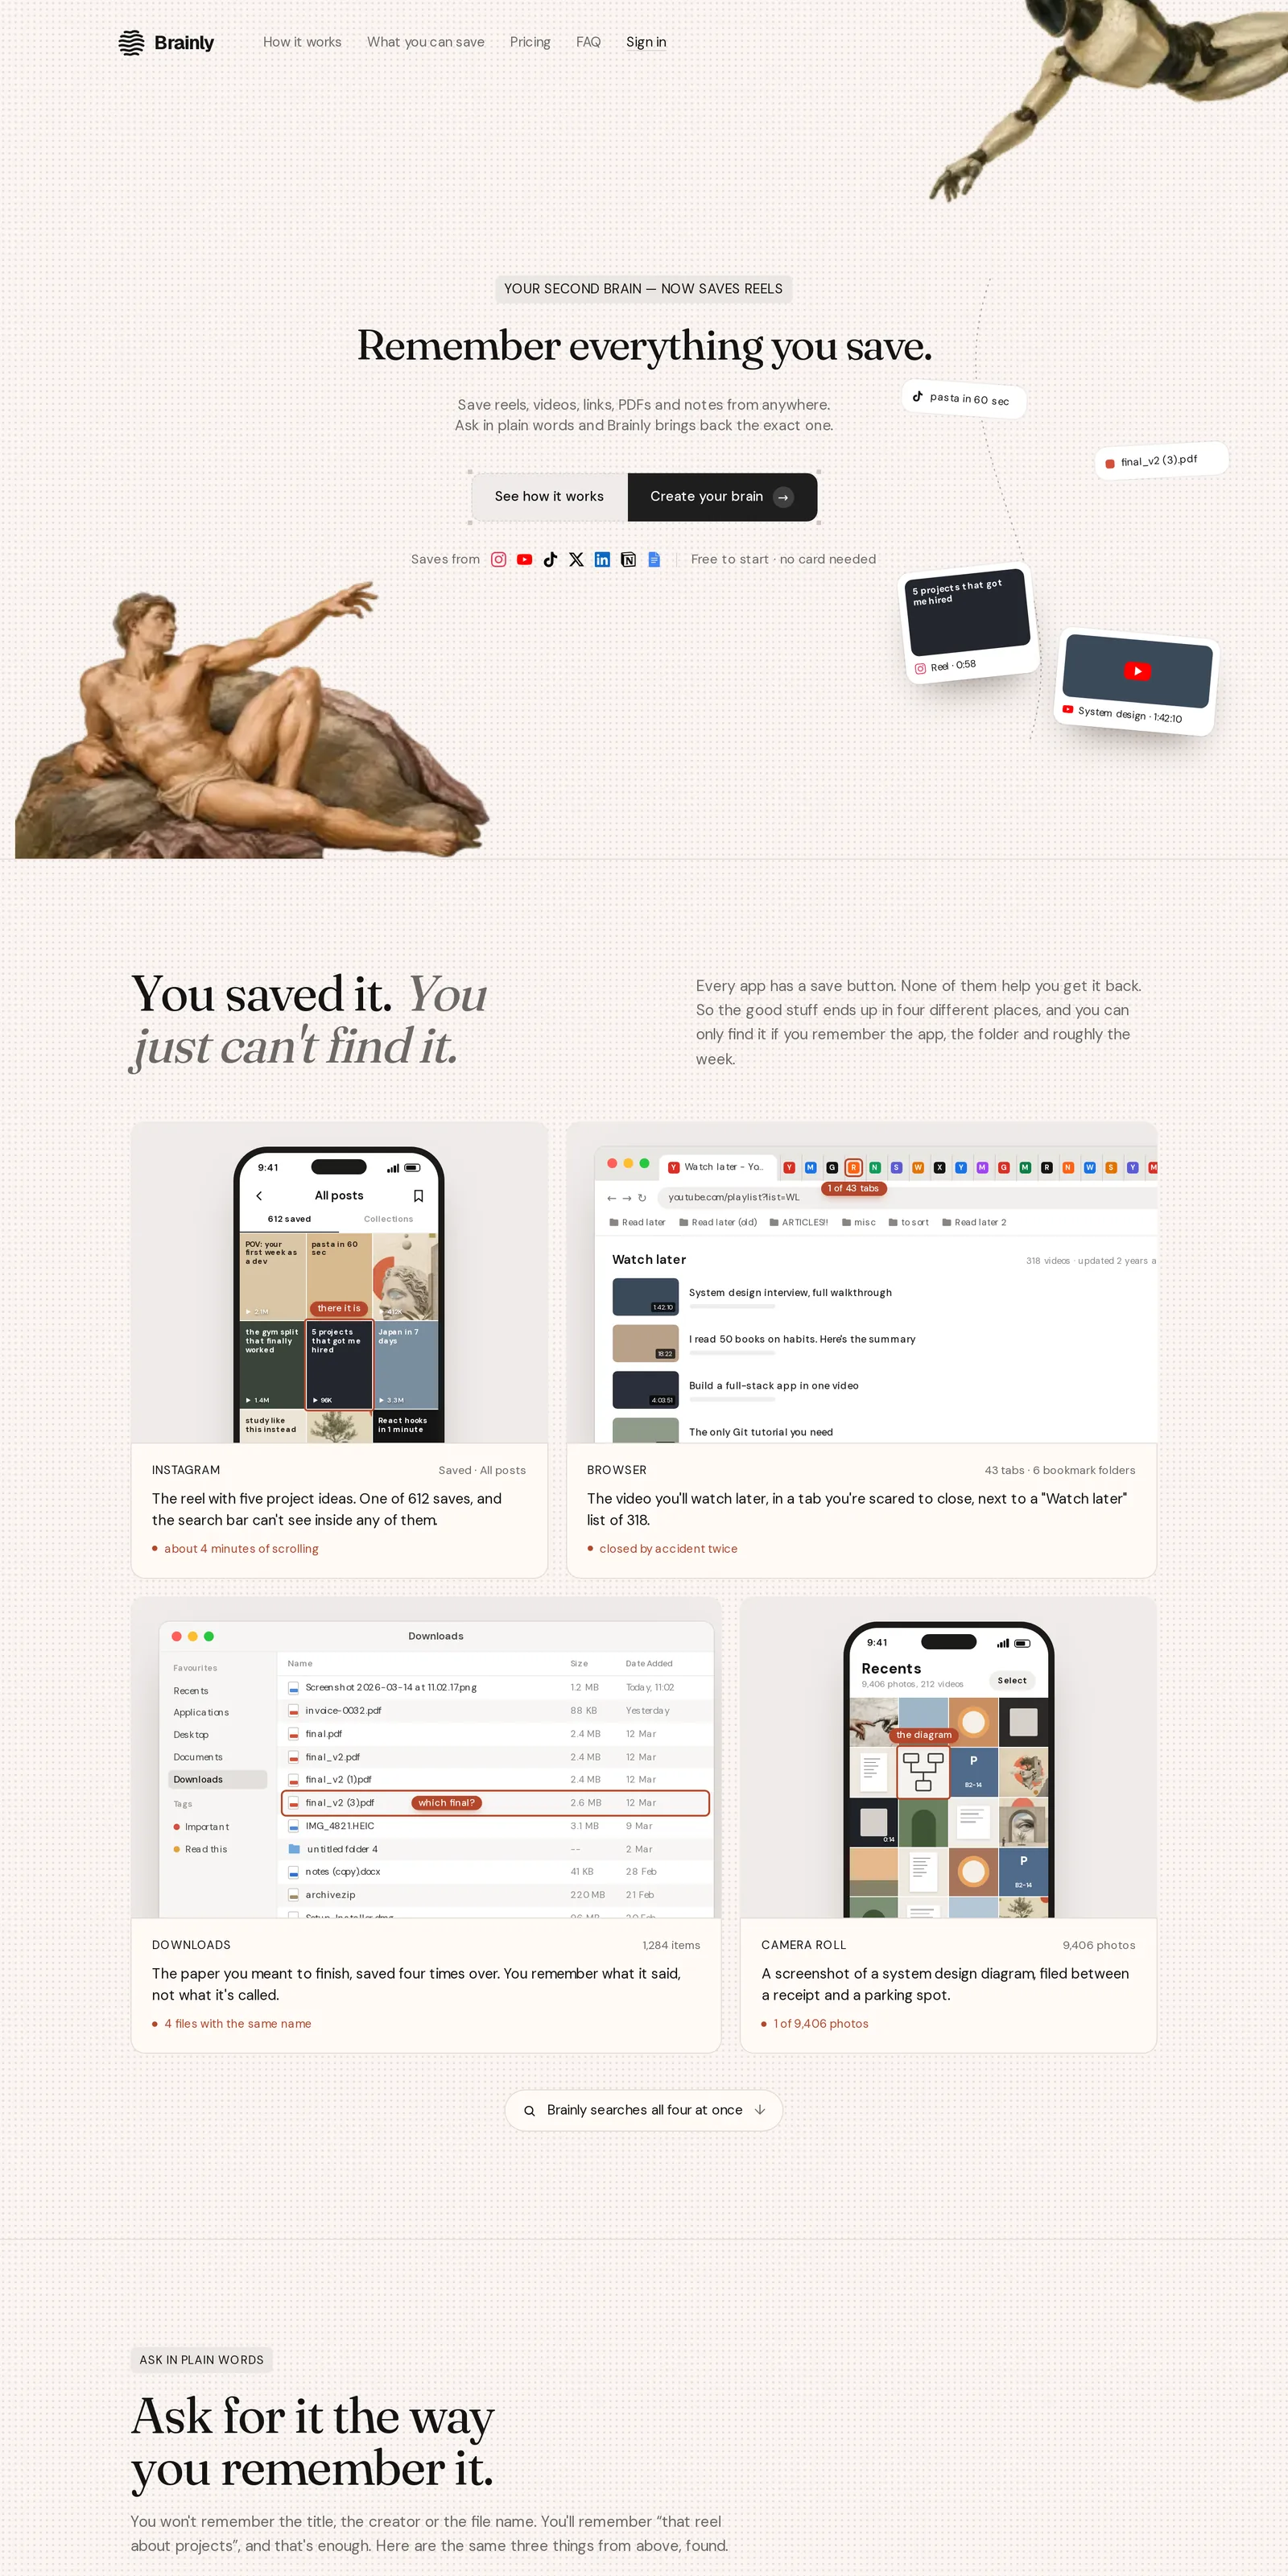 Brainly
How it works
What you can save
Pricing
FAQ
Sign in
YOUR SECOND BRAIN — NOW SAVES REELS
Remember everything you save.
Save reels, videos, links, PDFs and notes from anywhere.
Ask in plain words and Brainly brings back the exact one.
See how it works
Create your brain →
Saves from
Free to start · no card needed
pasta in 60 sec
final_v2 (3).pdf
5 projects that got
me hired
Reel · 0:58
System design · 1:42:10
You saved it. You
just can't find it.
Every app has a save button. None of them help you get it back.
So the good stuff ends up in four different places, and you can
only find it if you remember the app, the folder and roughly the
week.
9:41
All posts
612 saved
Collections
POV: your
first week as
a dev
2.1M
pasta in 60
sec
412K
there it is
the gym split
that finally
worked
1.4M
5 projects
that got me
hired
96K
Japan in 7
days
3.3M
study like
this instead
React hooks
in 1 minute
INSTAGRAM
Saved · All posts
The reel with five project ideas. One of 612 saves, and
the search bar can't see inside any of them.
about 4 minutes of scrolling
Y Watch later - Yo...
Y M G R N S W X Y M G M R N W S Y M
1 of 43 tabs
youtube.com/playlist?list=WL
Read later
Read later (old)
ARTICLES!!
misc
to sort
Read later 2
Watch later
318 videos · updated 2 years a
System design interview, full walkthrough
1:42:10
I read 50 books on habits. Here's the summary
18:22
Build a full-stack app in one video
4:03:51
The only Git tutorial you need
BROWSER
43 tabs · 6 bookmark folders
The video you'll watch later, in a tab you're scared to close, next to a "Watch later"
list of 318.
closed by accident twice
Downloads
Favourites
Recents
Applications
Desktop
Documents
Downloads
Tags
Important
Read this
Name Size Date Added
Screenshot 2026-03-14 at 11.02.17.png 1.2 MB Today, 11:02
invoice-0032.pdf 88 KB Yesterday
final.pdf 2.4 MB 12 Mar
final_v2.pdf 2.4 MB 12 Mar
final_v2 (1).pdf 2.4 MB 12 Mar
final_v2 (3).pdf which final? 2.6 MB 12 Mar
IMG_4821.HEIC 3.1 MB 9 Mar
untitled folder 4 -- 2 Mar
notes (copy).docx 41 KB 28 Feb
archive.zip 220 MB 21 Feb
DOWNLOADS
1,284 items
The paper you meant to finish, saved four times over. You remember what it said,
not what it's called.
4 files with the same name
9:41
Recents
9,406 photos, 212 videos
Select
the diagram
P
B2-14
0:14
P
B2-14
CAMERA ROLL
9,406 photos
A screenshot of a system design diagram, filed between
a receipt and a parking spot.
1 of 9,406 photos
Brainly searches all four at once
ASK IN PLAIN WORDS
Ask for it the way
you remember it.
You won't remember the title, the creator or the file name. You'll remember “that reel
about projects”, and that's enough. Here are the same three things from above, found.